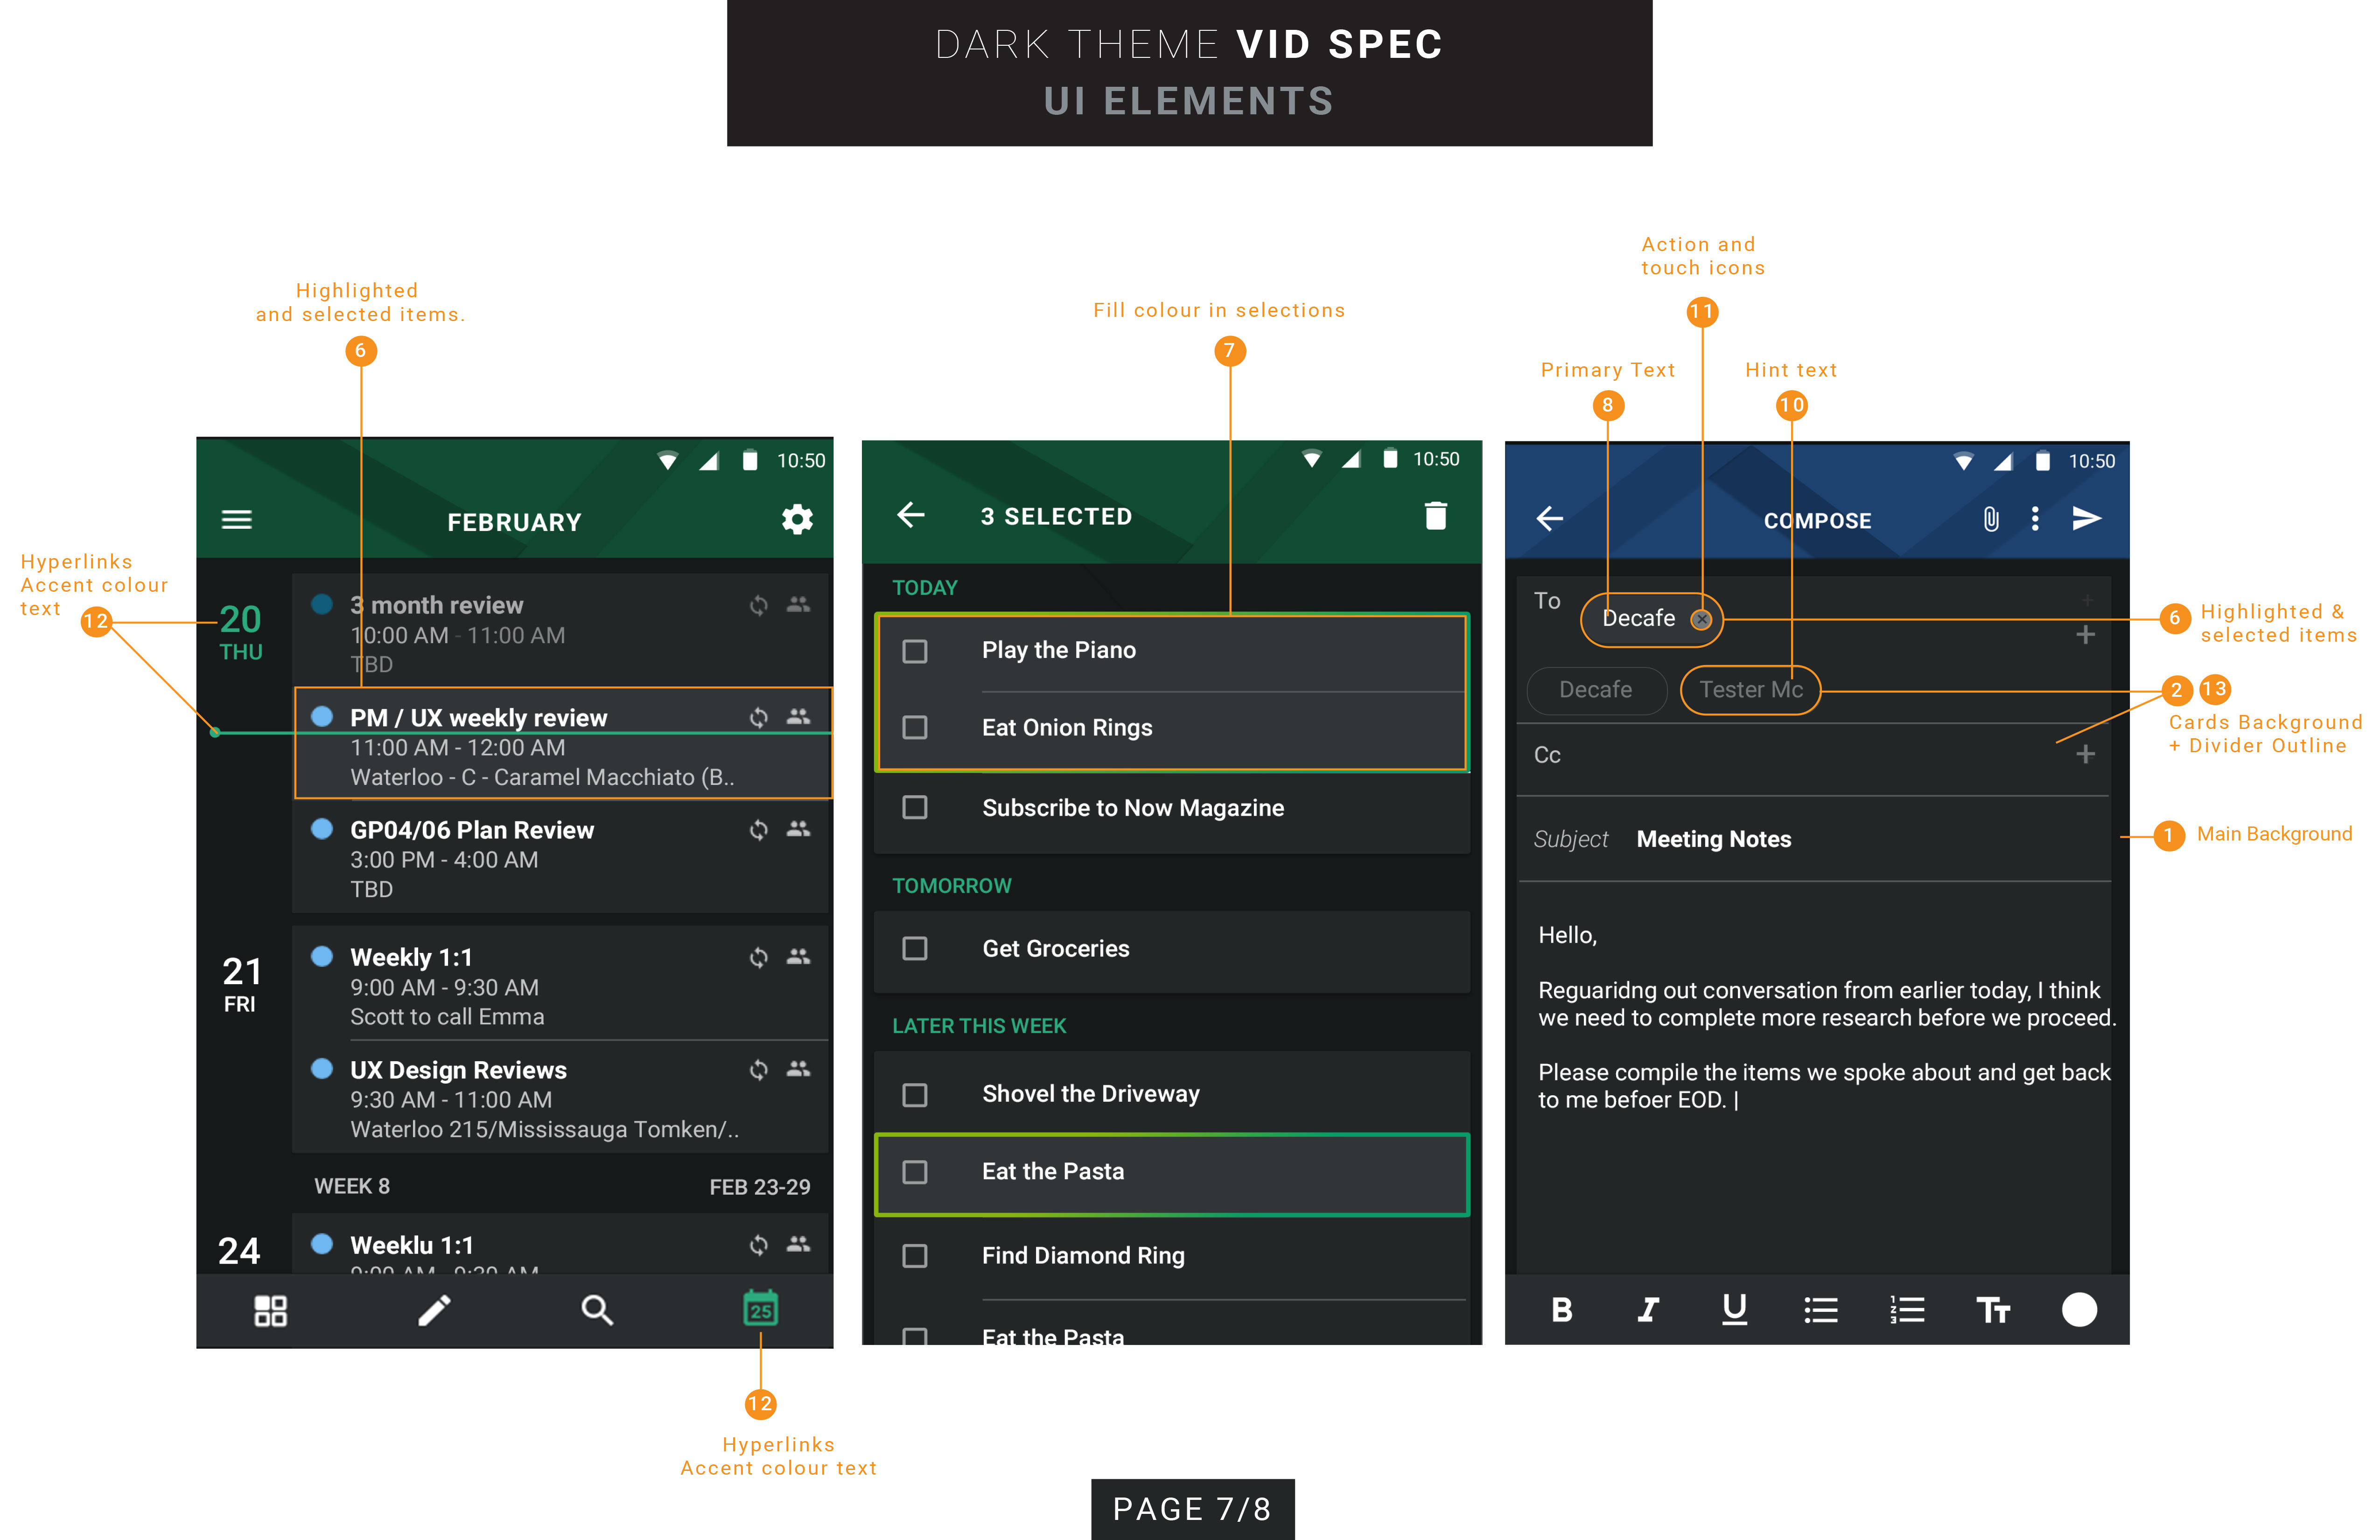 DARK THEME VID SPEC
UI ELEMENTS
Highlighted
and selected items.
6
Hyperlinks
Accent colour
text
12
10:50
FEBRUARY
20
THU
3 month review
10:00 AM - 11:00 AM
TBD
PM / UX weekly review
11:00 AM - 12:00 AM
Waterloo - C - Caramel Macchiato (B..
GP04/06 Plan Review
3:00 PM - 4:00 AM
TBD
21
FRI
Weekly 1:1
9:00 AM - 9:30 AM
Scott to call Emma
UX Design Reviews
9:30 AM - 11:00 AM
Waterloo 215/Mississauga Tomken/..
WEEK 8 FEB 23-29
24
Weeklu 1:1
9:00 AM - 9:30 AM
25
12
Hyperlinks
Accent colour text
Fill colour in selections
7
10:50
3 SELECTED
TODAY
Play the Piano
Eat Onion Rings
Subscribe to Now Magazine
TOMORROW
Get Groceries
LATER THIS WEEK
Shovel the Driveway
Eat the Pasta
Find Diamond Ring
Eat the Pasta
Action and
touch icons
11
Primary Text
8
Hint text
10
10:50
COMPOSE
To
Decafe
Decafe
Tester Mc
Cc
Subject Meeting Notes
Hello,
Reguaridng out conversation from earlier today, I think
we need to complete more research before we proceed.
Please compile the items we spoke about and get back
to me befoer EOD. |
B I U
1
2
3
TT
6
Highlighted &
selected items
2 13
Cards Background
+ Divider Outline
1
Main Background
PAGE 7/8